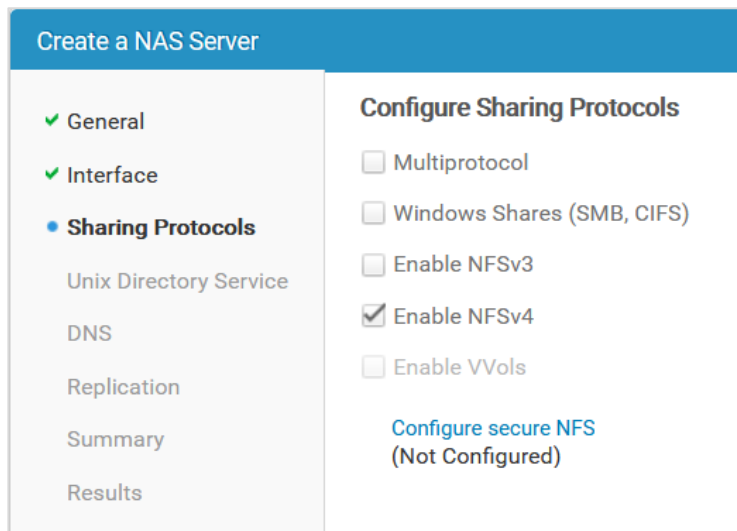 Create a NAS Server
General
Interface
Sharing Protocols
Unix Directory Service
DNS
Replication
Summary
Results
Configure Sharing Protocols
Multiprotocol
Windows Shares (SMB, CIFS)
Enable NFSv3
Enable NFSv4
Enable VVols
Configure secure NFS
(Not Configured)